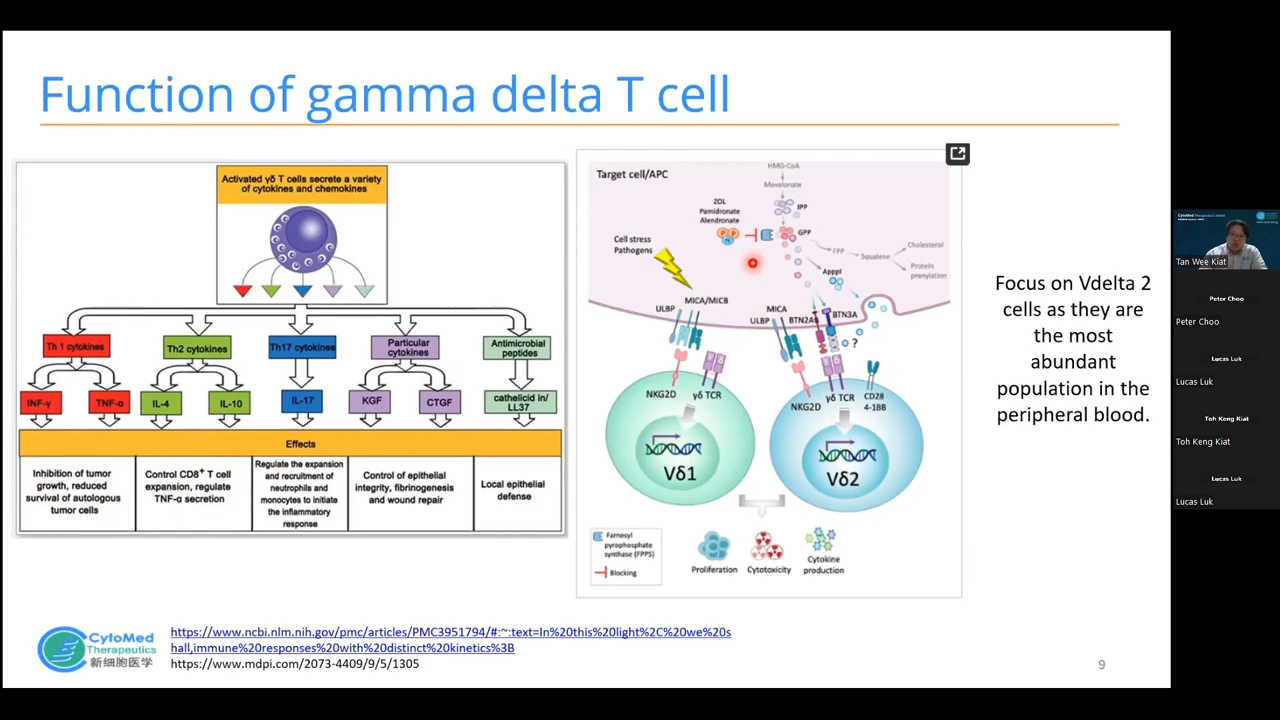 Function of gamma delta T cell
Activated γδ T cells secrete a variety
of cytokines and chemokines
Th 1 cytokines
Th2 cytokines
Th17 cytokines
Particular
cytokines
Antimicrobial
peptides
INF-γ
TNF-α
IL-4
IL-10
IL-17
KGF
CTGF
cathelicid in/
LL37
Effects
Inhibition of tumor
growth, reduced
survival of autologous
tumor cells
Control CD8+ T cell
expansion, regulate
TNF-α secretion
Regulate the expansion
and recruitment of
neutrophils and
monocytes to initiate
the inflammatory
response
Control of epithelial
integrity, fibrinogenesis
and wound repair
Local epithelial
defense
Target cell/APC
HMG-CoA
Mevalonate
IPP
ZOL
Pamidronate
Alendronate
P
P
N
GPP
FPP
Squalene
Cholesterol
Protein
prenylation
ApppI
Cell stress
Pathogens
ULBP
MICA/MICB
MICA
ULBP
BTN2A1
BTN3A
?
NKG2D
γδ TCR
NKG2D
γδ TCR
CD28
4-1BB
Vδ1
Vδ2
Farnesyl
pyrophosphate
synthase (FPPS)
Blocking
Proliferation
Cytotoxicity
Cytokine
production
Focus on Vdelta 2
cells as they are
the most
abundant
population in the
peripheral blood.
CytoMed
Therapeutics
新细胞医学
https://www.ncbi.nlm.nih.gov/pmc/articles/PMC3951794/#:~:text=In%20this%20light%2C%20we%20s
hall,immune%20responses%20with%20distinct%20kinetics%3B
https://www.mdpi.com/2073-4409/9/5/1305
9
Tan Wee Kiat
Peter Choo
Peter Choo
Lucas Luk
Lucas Luk
Toh Keng Kiat
Toh Keng Kiat
Lucas Luk
Lucas Luk